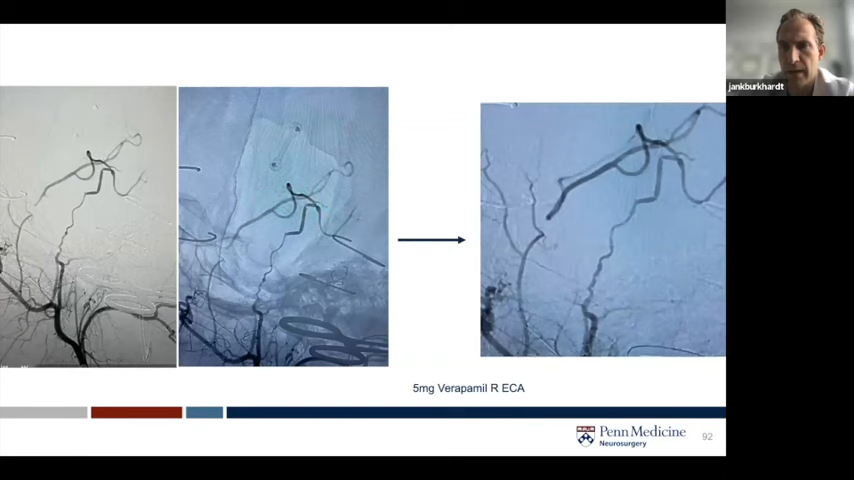 jankburkhardt
5mg Verapamil R ECA
Penn Medicine
Neurosurgery
92